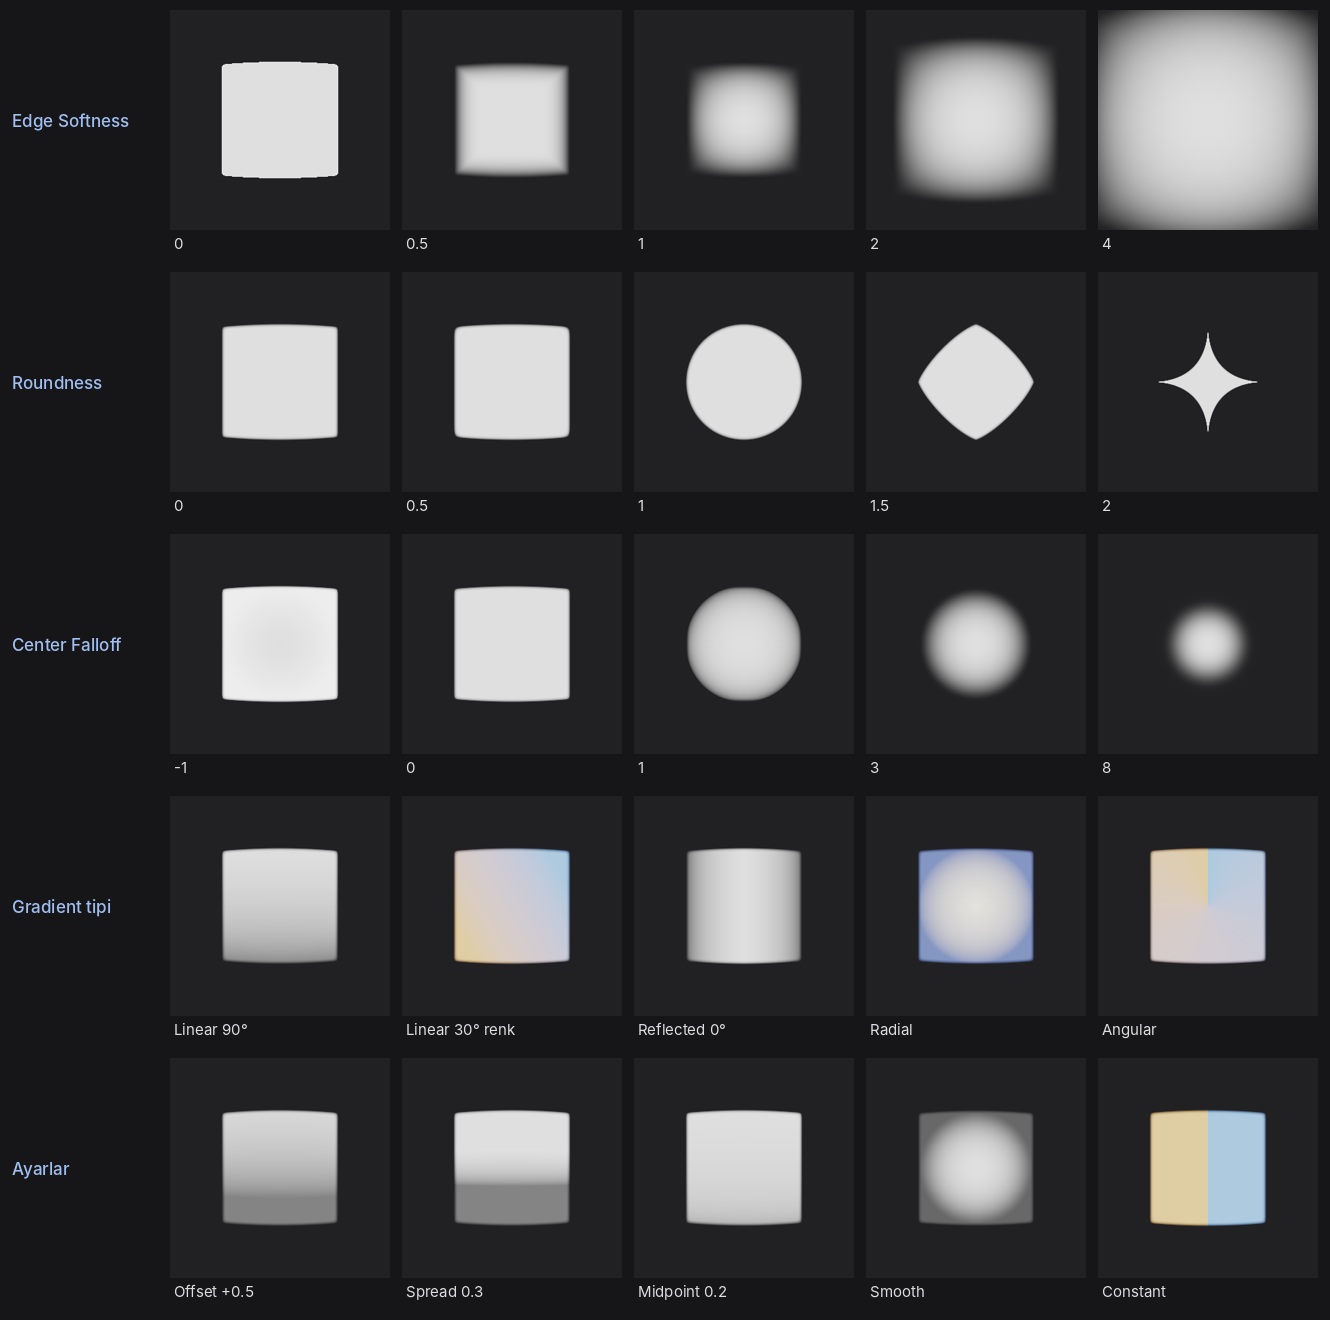 Edge Softness
0 0.5 1 2 4
Roundness
0 0.5 1 1.5 2
Center Falloff
-1 0 1 3 8
Gradient tipi
Linear 90° Linear 30° renk Reflected 0° Radial Angular
Ayarlar
Offset +0.5 Spread 0.3 Midpoint 0.2 Smooth Constant